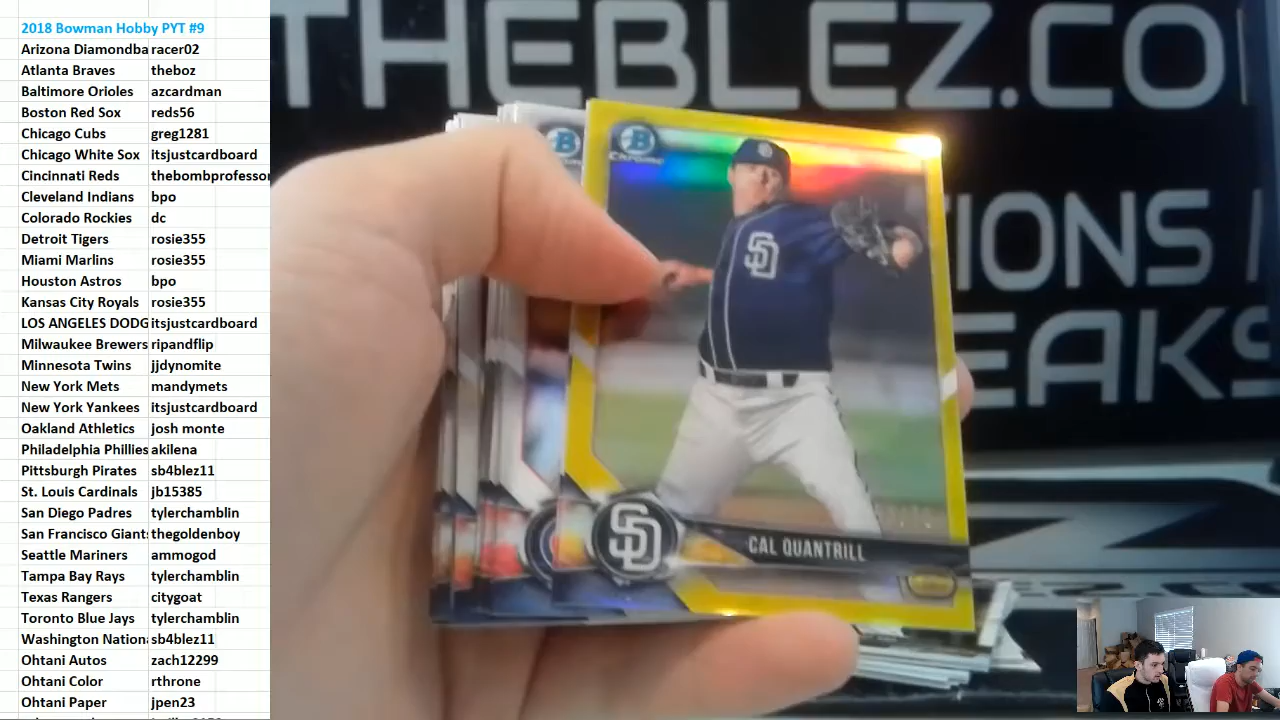 2018 Bowman Hobby PYT #9
Arizona Diamondba racer02
Atlanta Braves theboz
Baltimore Orioles azcardman
Boston Red Sox reds56
Chicago Cubs greg1281
Chicago White Sox itsjustcardboard
Cincinnati Reds thebombprofessor
Cleveland Indians bpo
Colorado Rockies dc
Detroit Tigers rosie355
Miami Marlins rosie355
Houston Astros bpo
Kansas City Royals rosie355
LOS ANGELES DODG itsjustcardboard
Milwaukee Brewers ripandflip
Minnesota Twins jjdynomite
New York Mets mandymets
New York Yankees itsjustcardboard
Oakland Athletics josh monte
Philadelphia Phillies akilena
Pittsburgh Pirates sb4blez11
St. Louis Cardinals jb15385
San Diego Padres tylerchamblin
San Francisco Giants thegoldenboy
Seattle Mariners ammogod
Tampa Bay Rays tylerchamblin
Texas Rangers citygoat
Toronto Blue Jays tylerchamblin
Washington Nation sb4blez11
Ohtani Autos zach12299
Ohtani Color rthrone
Ohtani Paper jpen23
THEBLEZ.CO
IONS
EAKS
B
Chrome
SD
SD
CAL QUANTRILL